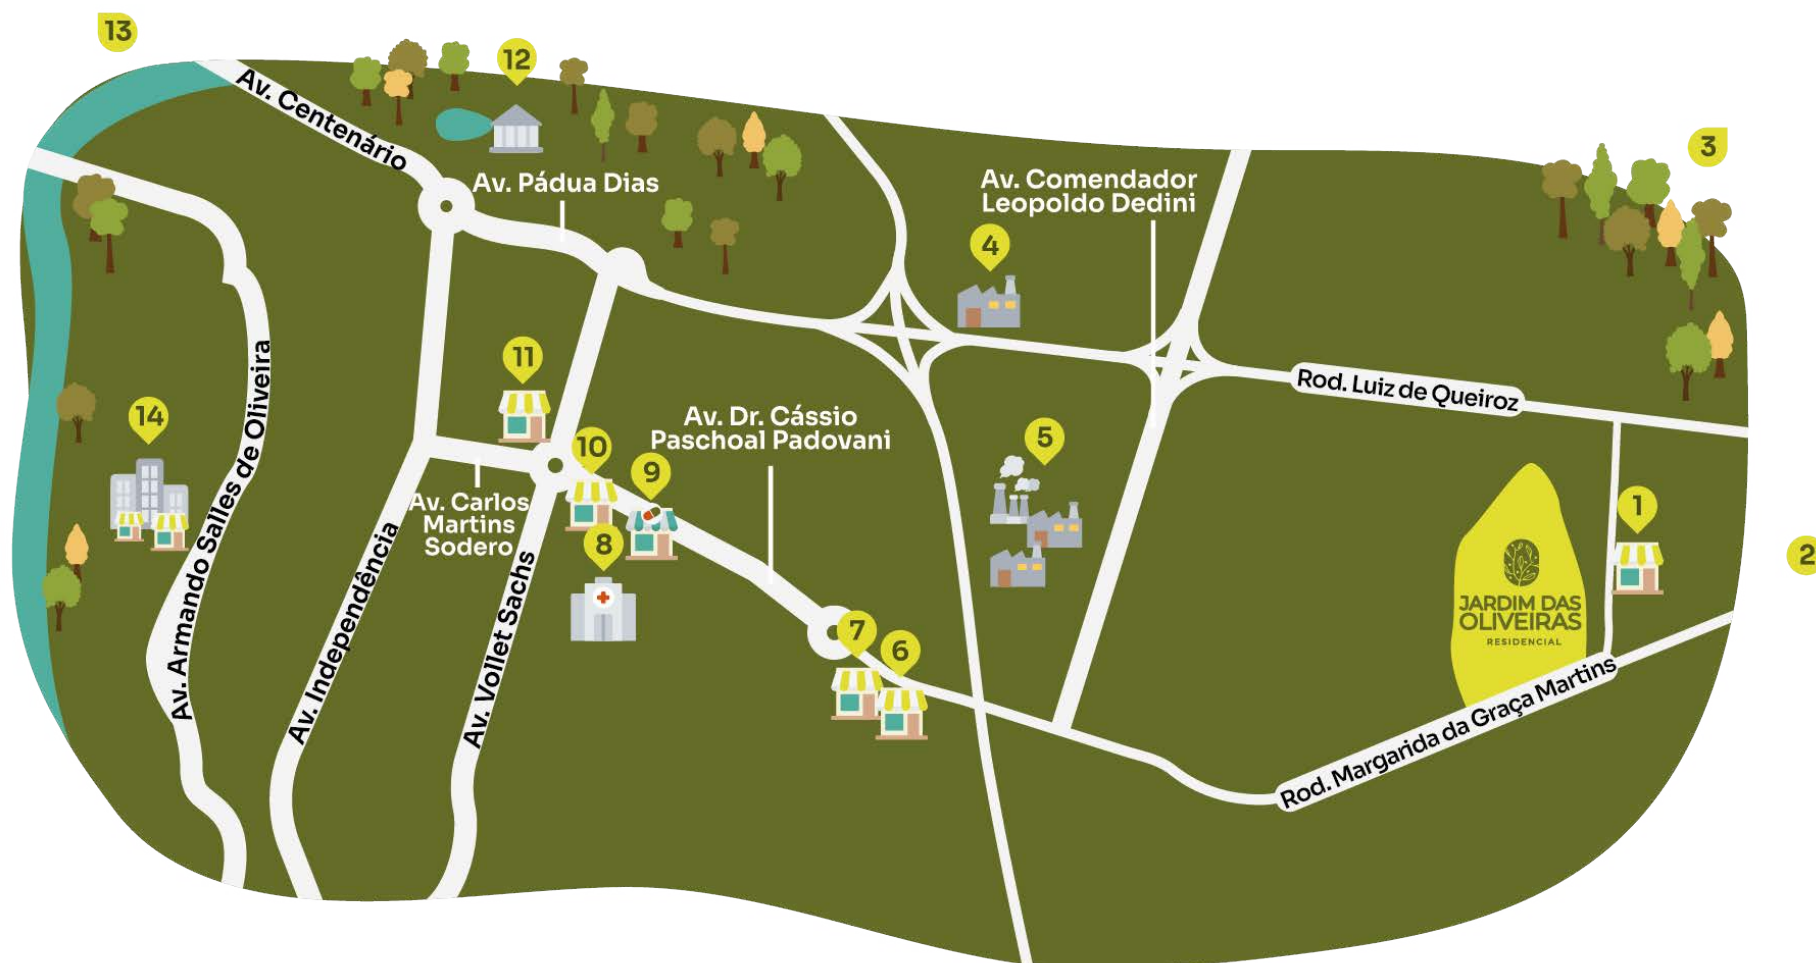 13
12
Av. Centenário
3
Av. Pádua Dias
Av. Comendador
Leopoldo Dedini
4
11
Rod. Luiz de Queiroz
14
Av. Armando Salles de Oliveira
Av. Dr. Cássio
Paschoal Padovani
10
9
5
Av. Carlos
Martins
Sodero
8
1
2
Av. Independência
Av. Vollet Sachs
JARDIM DAS
OLIVEIRAS
RESIDENCIAL
7
6
Rod. Margarida da Graça Martins